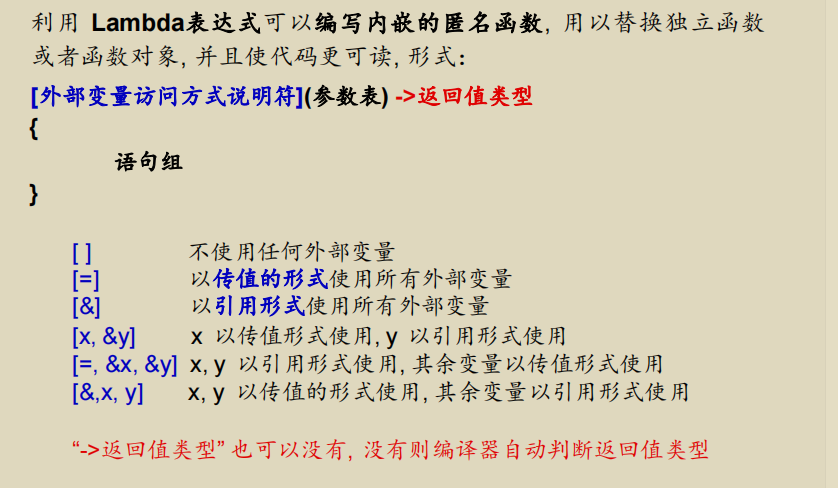 利用 Lambda表达式可以编写内嵌的匿名函数, 用以替换独立函数
或者函数对象, 并且使代码更可读, 形式:
[外部变量访问方式说明符](参数表) ->返回值类型
{
语句组
}
[ ] 不使用任何外部变量
[=] 以传值的形式使用所有外部变量
[&] 以引用形式使用所有外部变量
[x, &y] x 以传值形式使用, y 以引用形式使用
[=, &x, &y] x, y 以引用形式使用, 其余变量以传值形式使用
[&,x, y] x, y 以传值的形式使用, 其余变量以引用形式使用
“->返回值类型” 也可以没有, 没有则编译器自动判断返回值类型